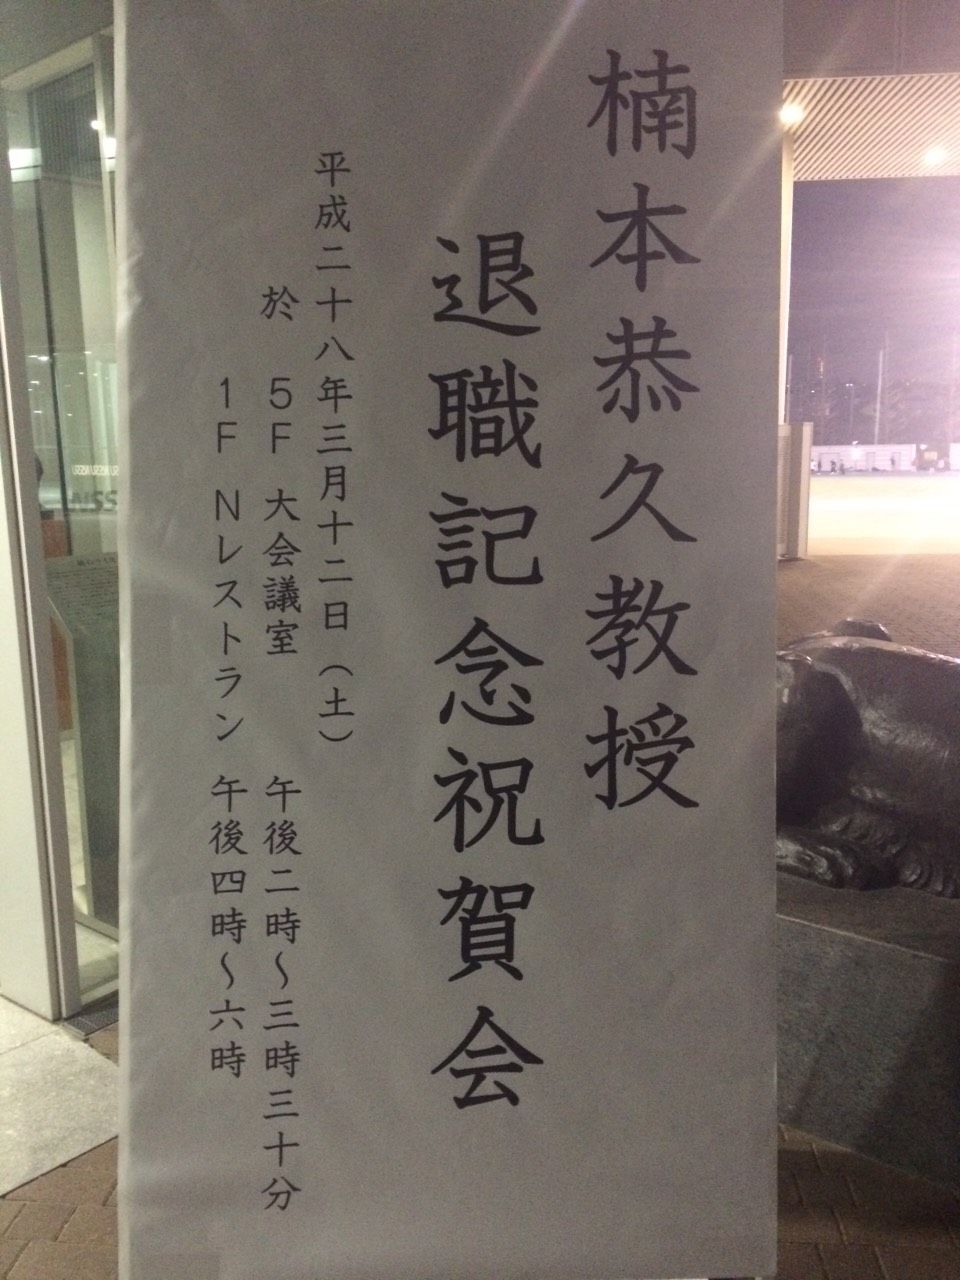 楠本恭久教授
退職記念祝賀会
平成二十八年三月十二日（土）
於 5F 大会議室 午後二時～三時三十分
1F Nレストラン 午後四時～六時